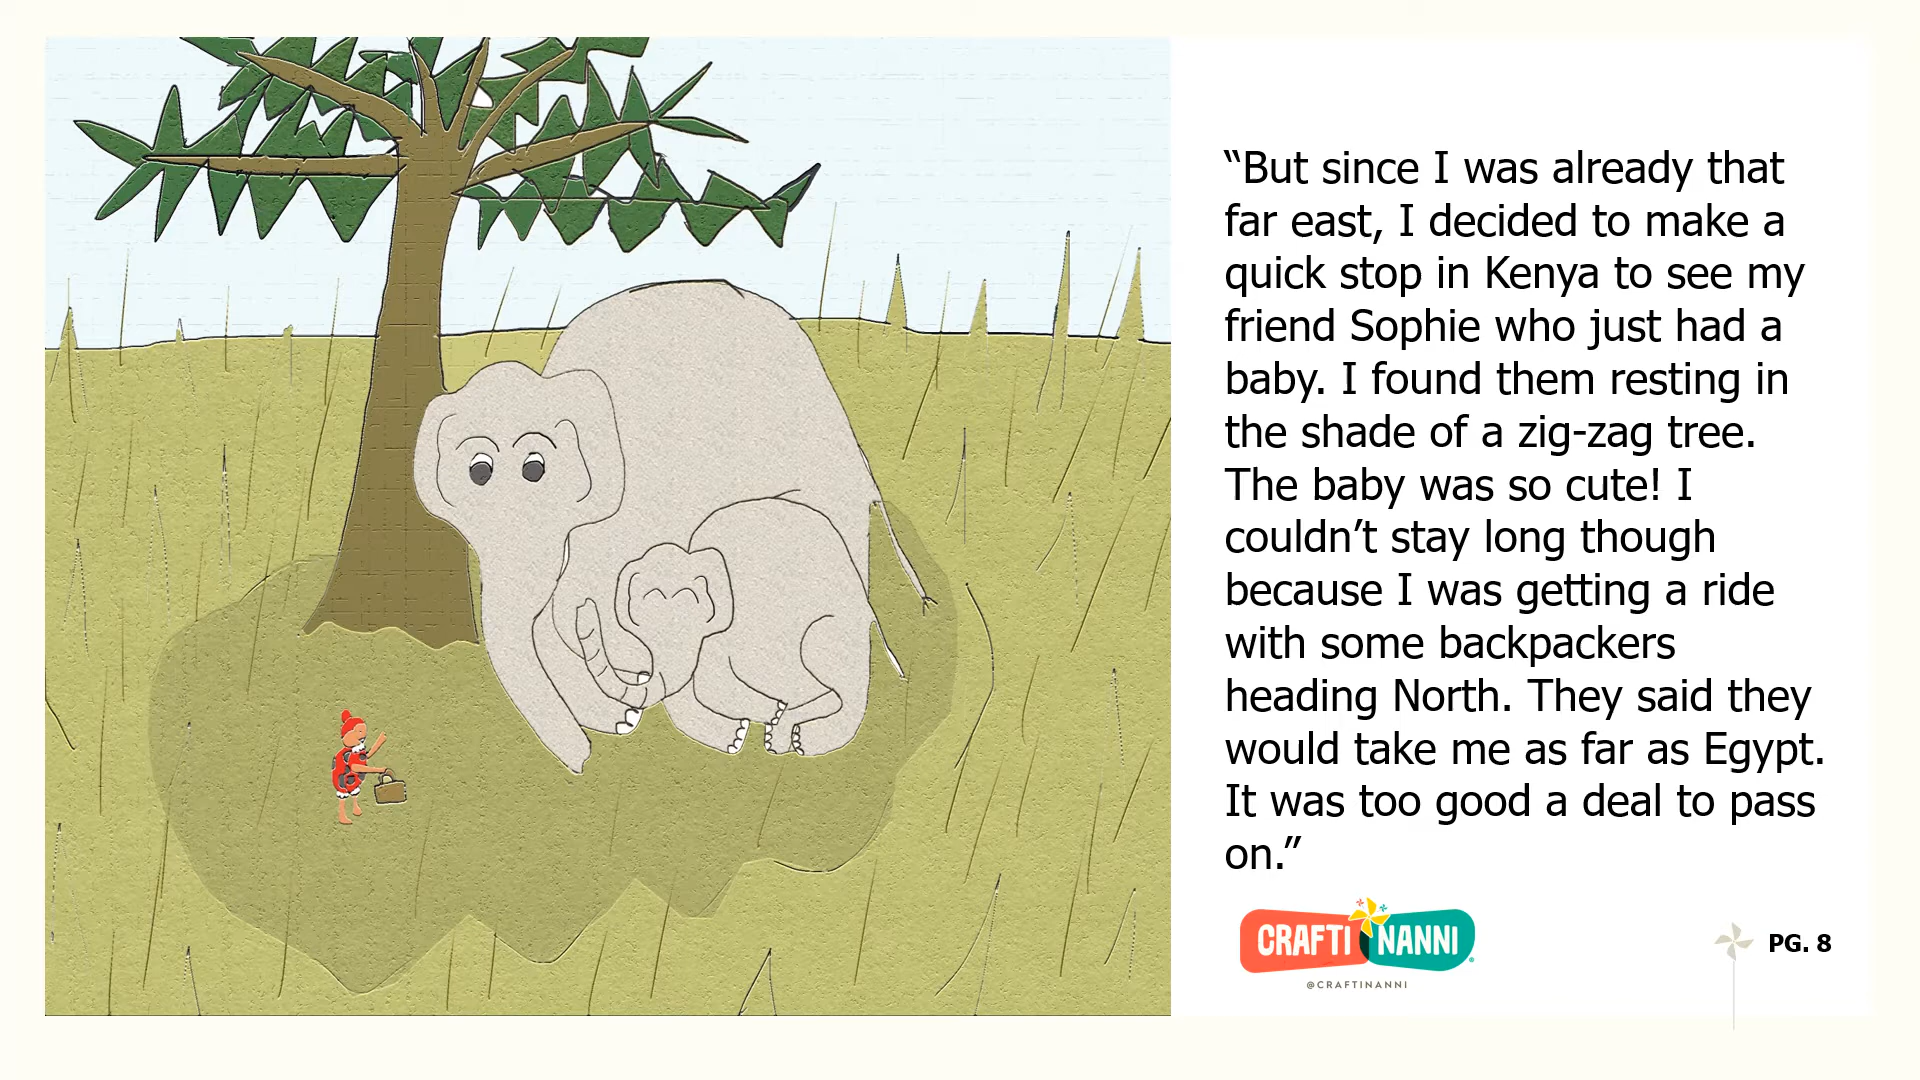 “But since I was already that
far east, I decided to make a
quick stop in Kenya to see my
friend Sophie who just had a
baby. I found them resting in
the shade of a zig-zag tree.
The baby was so cute! I
couldn’t stay long though
because I was getting a ride
with some backpackers
heading North. They said they
would take me as far as Egypt.
It was too good a deal to pass
on.”
CRAFTI NANNI
@CRAFTINANNI
PG. 8